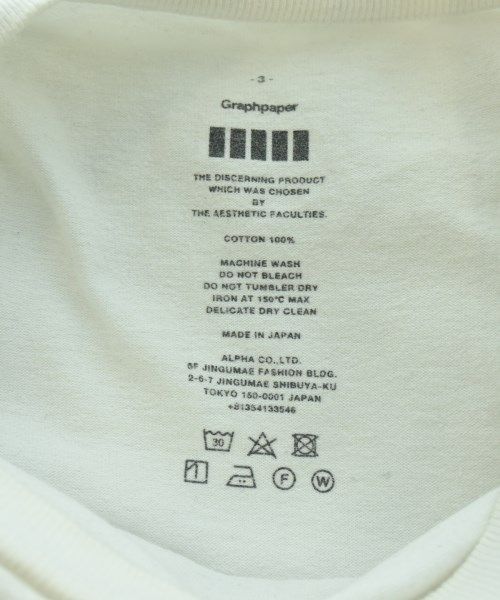 - 3 -
Graphpaper
THE DISCERNING PRODUCT
WHICH WAS CHOSEN
BY
THE AESTHETIC FACULTIES.
COTTON 100%
MACHINE WASH
DO NOT BLEACH
DO NOT TUMBLER DRY
IRON AT 150℃ MAX
DELICATE DRY CLEAN
MADE IN JAPAN
ALPHA CO.,LTD.
5F JINGUMAE FASHION BLDG.
2-6-7 JINGUMAE SHIBUYA-KU
TOKYO 150-0001 JAPAN
+81354133546
30
F W